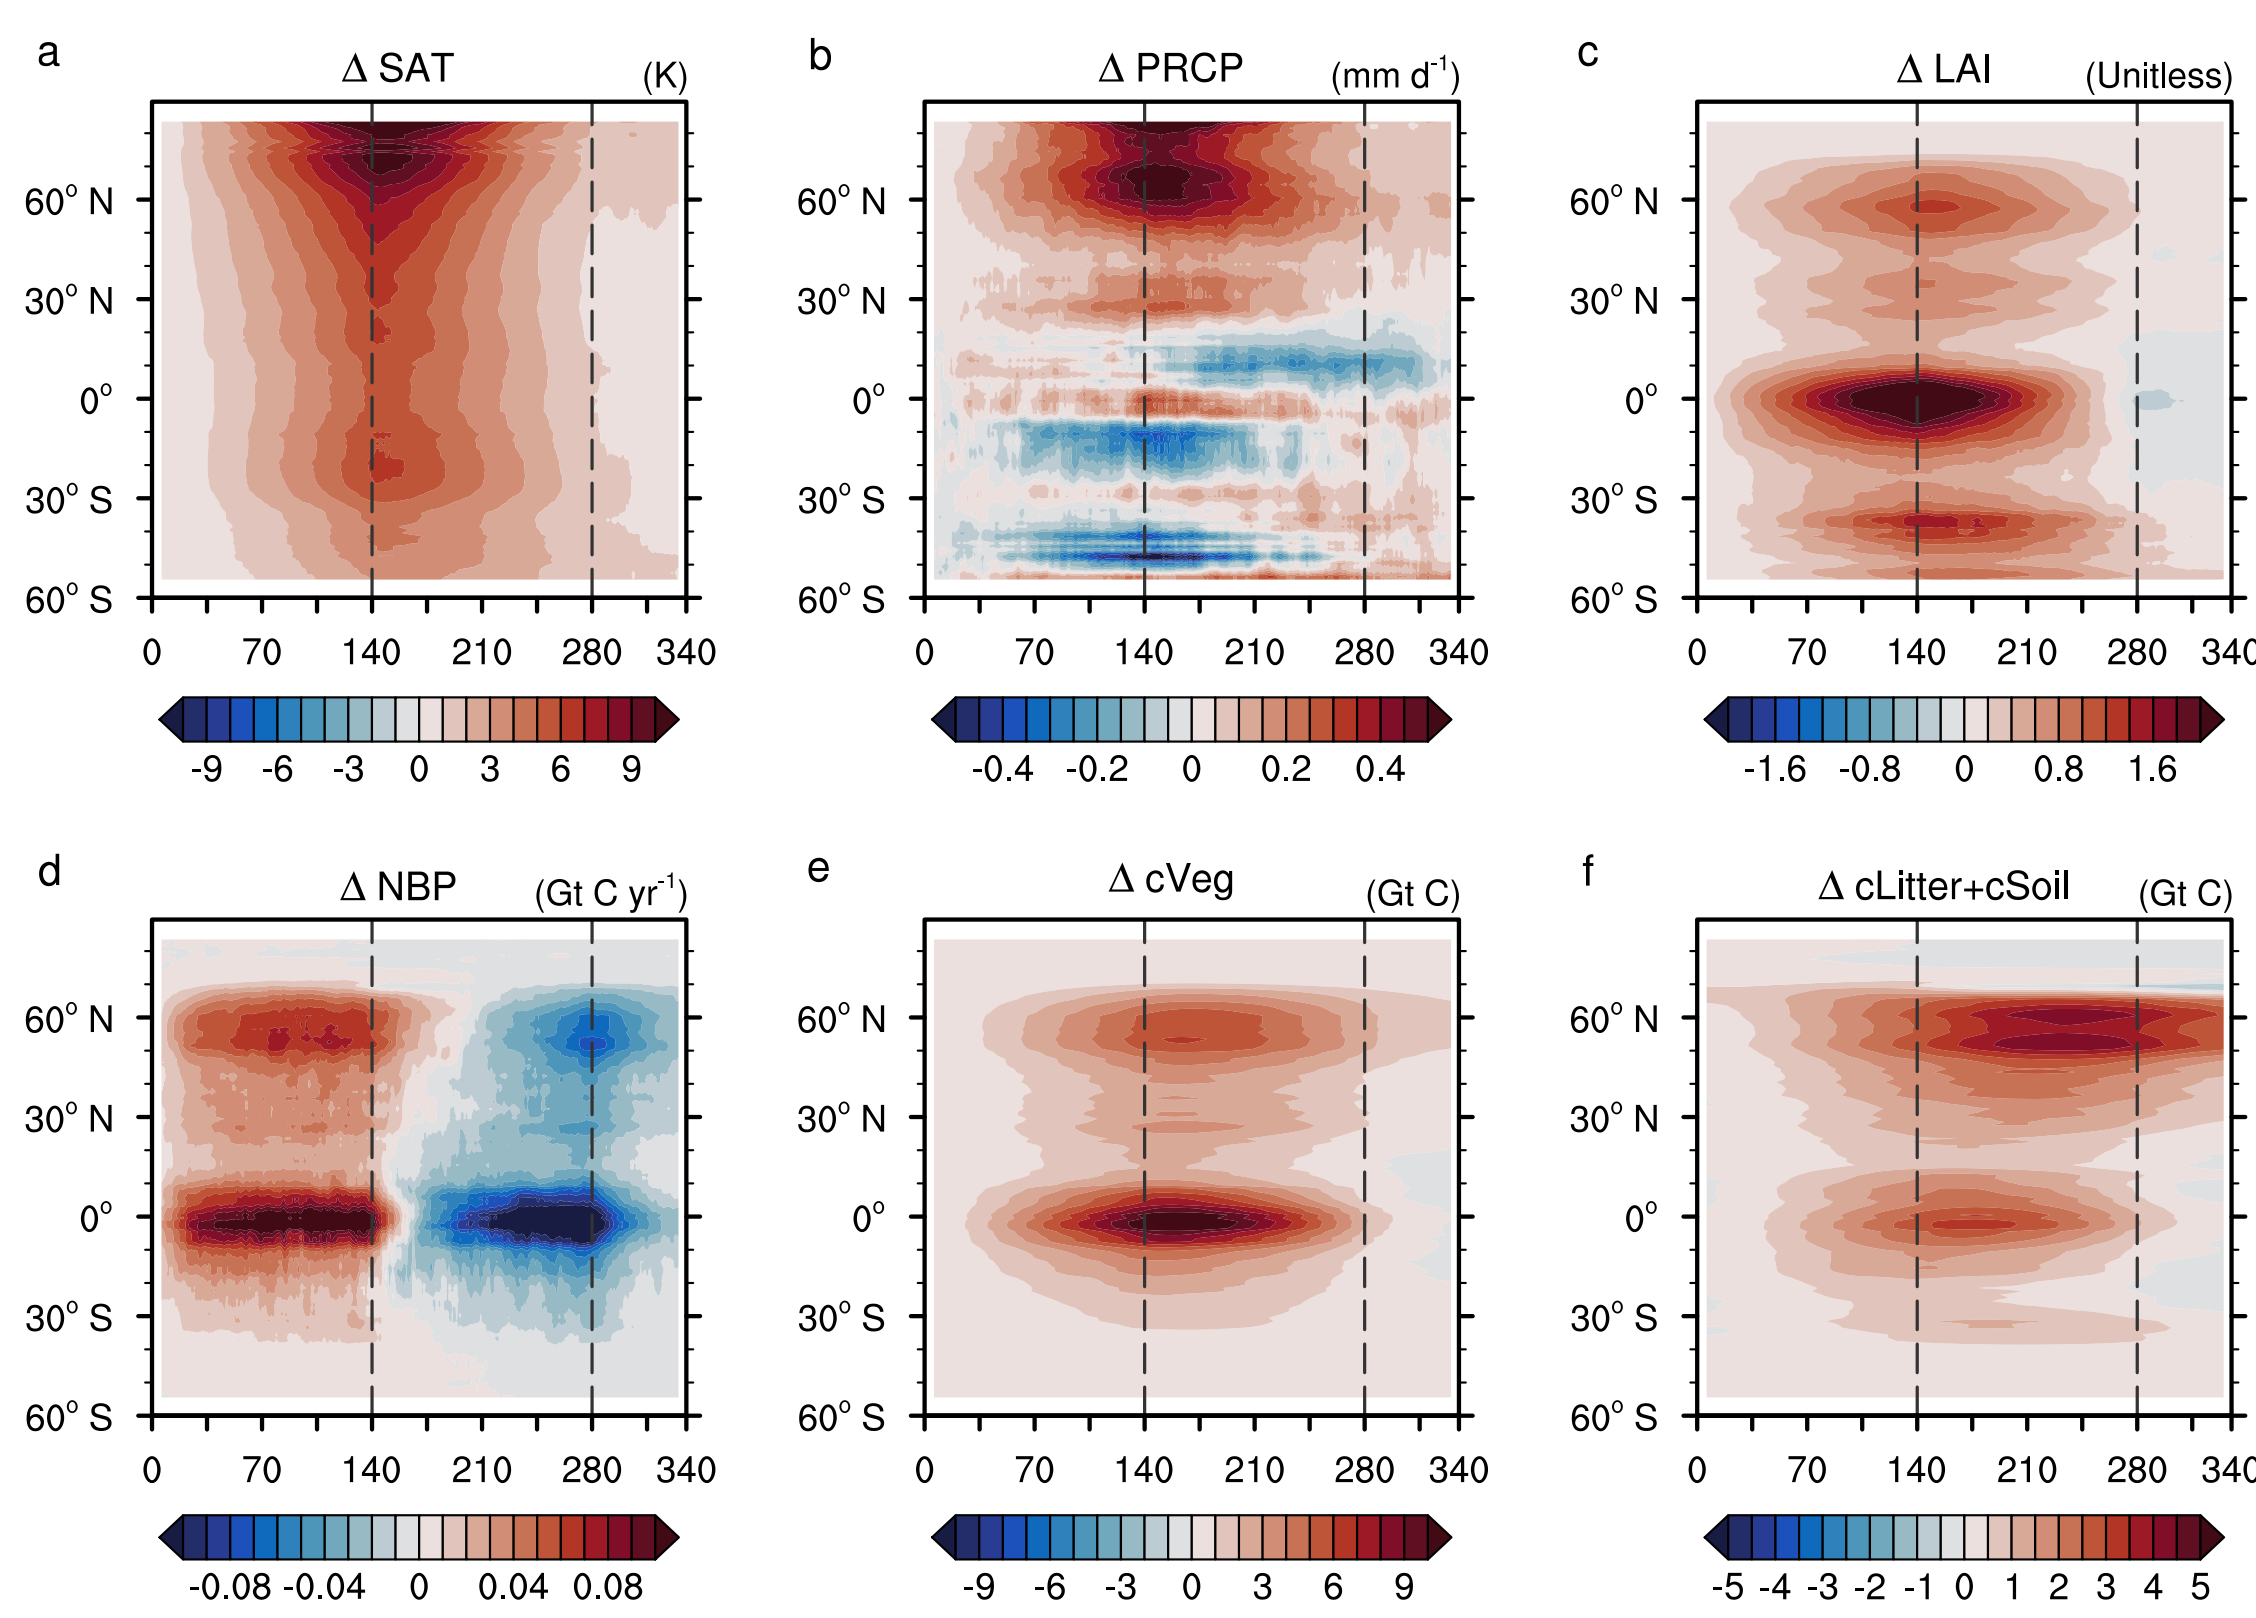 a
Δ SAT
(K)
60° N
30° N
0°
30° S
60° S
0 70 140 210 280 340
-9 -6 -3 0 3 6 9
b
Δ PRCP
(mm d⁻¹)
60° N
30° N
0°
30° S
60° S
0 70 140 210 280 340
-0.4 -0.2 0 0.2 0.4
c
Δ LAI
(Unitless)
60° N
30° N
0°
30° S
60° S
0 70 140 210 280 340
-1.6 -0.8 0 0.8 1.6
d
Δ NBP
(Gt C yr⁻¹)
60° N
30° N
0°
30° S
60° S
0 70 140 210 280 340
-0.08 -0.04 0 0.04 0.08
e
Δ cVeg
(Gt C)
60° N
30° N
0°
30° S
60° S
0 70 140 210 280 340
-9 -6 -3 0 3 6 9
f
Δ cLitter+cSoil
(Gt C)
60° N
30° N
0°
30° S
60° S
0 70 140 210 280 340
-5 -4 -3 -2 -1 0 1 2 3 4 5